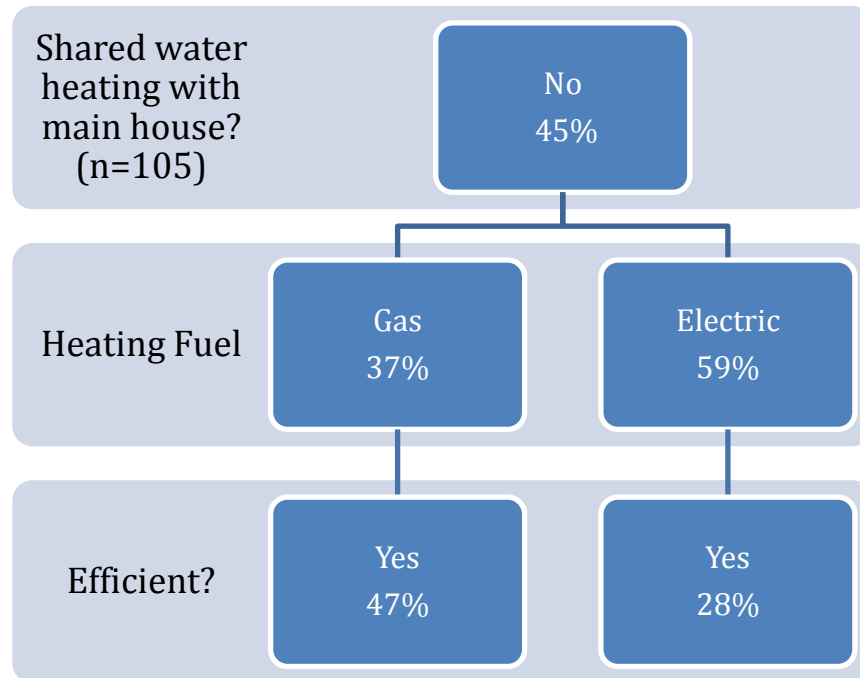 Shared water
heating with
main house?
(n=105)
No
45%
Heating Fuel
Gas
37%
Electric
59%
Efficient?
Yes
47%
Yes
28%